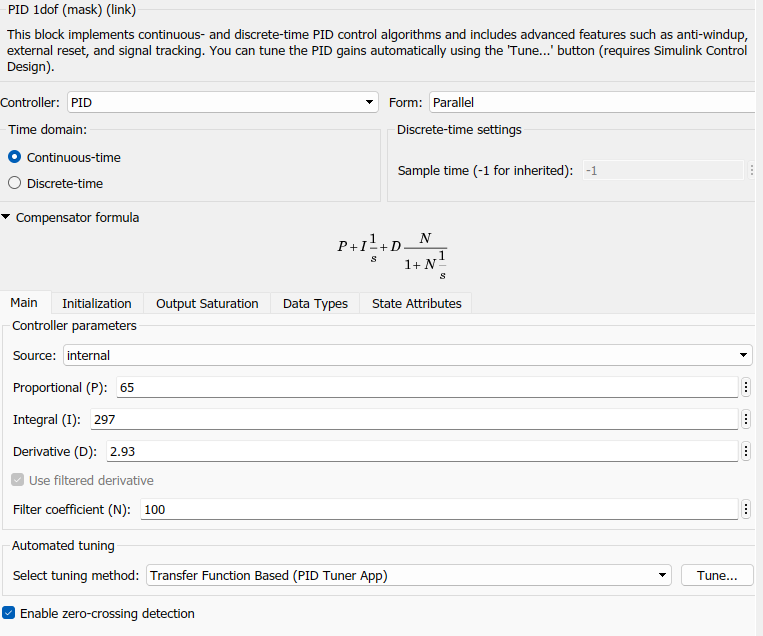 PID 1dof (mask) (link)
This block implements continuous- and discrete-time PID control algorithms and includes advanced features such as anti-windup,
external reset, and signal tracking. You can tune the PID gains automatically using the 'Tune...' button (requires Simulink Control
Design).
Controller: PID Form: Parallel
Time domain: Discrete-time settings
Continuous-time
Sample time (-1 for inherited): -1
Discrete-time
Compensator formula
P + I 1/s + D N/(1 + N 1/s)
Main Initialization Output Saturation Data Types State Attributes
Controller parameters
Source: internal
Proportional (P): 65
Integral (I): 297
Derivative (D): 2.93
Use filtered derivative
Filter coefficient (N): 100
Automated tuning
Select tuning method: Transfer Function Based (PID Tuner App) Tune...
Enable zero-crossing detection